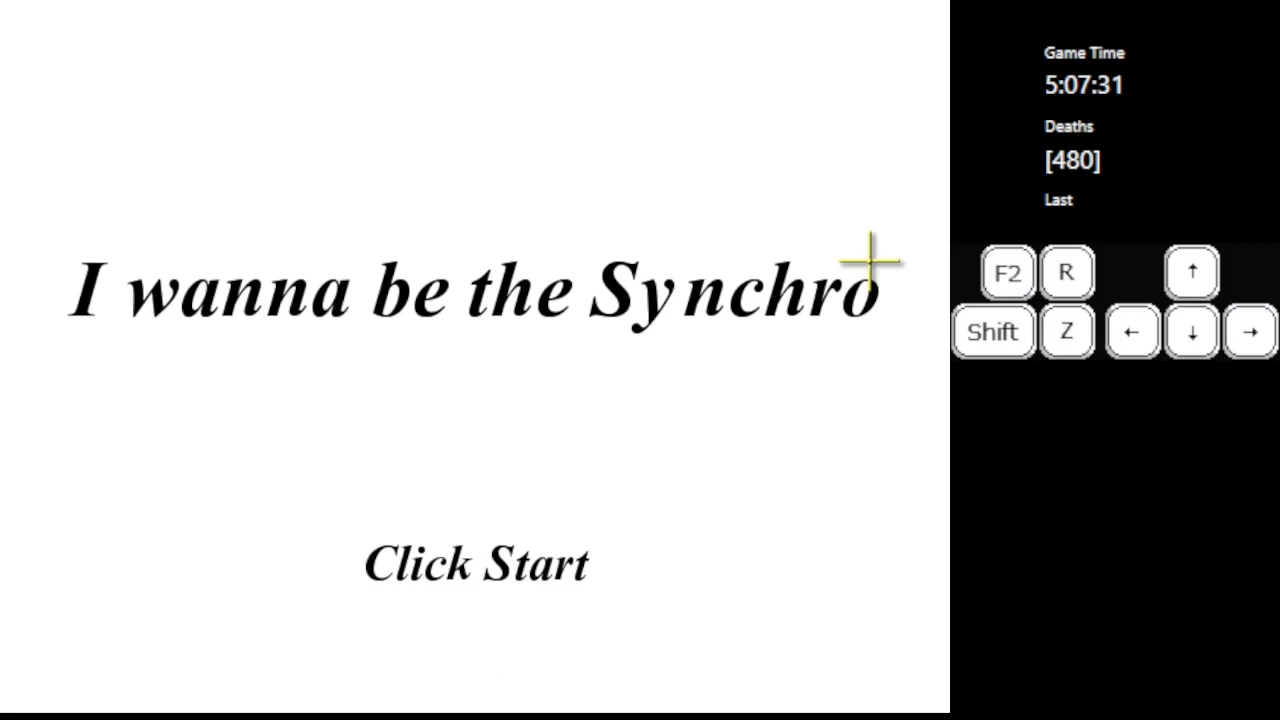 I wanna be the Synchro
Click Start
Game Time
5:07:31
Deaths
[480]
Last
F2 R ↑
Shift Z ← ↓ →